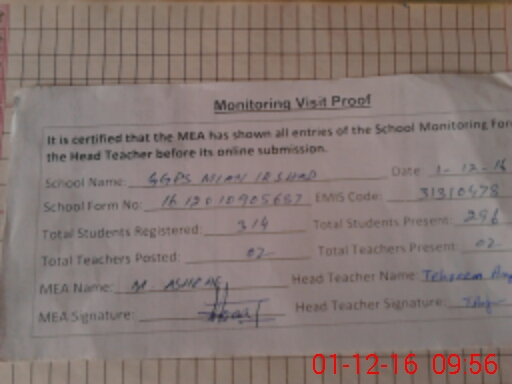 Monitoring Visit Proof
It is certified that the MEA has shown all entries of the School Monitoring For
the Head Teacher before its online submission.
School Name: GGPS MIAN IRSHAD Date: 1-12-16
School Form No: EMIS Code: 31310478
Total Students Registered: 314 Total Students Present: 296
Total Teachers Posted: 02 Total Teachers Present: 02
MEA Name: M. ASHRAF Head Teacher Name: Tehreem
MEA Signature: Head Teacher Signature:
01-12-16 09:56